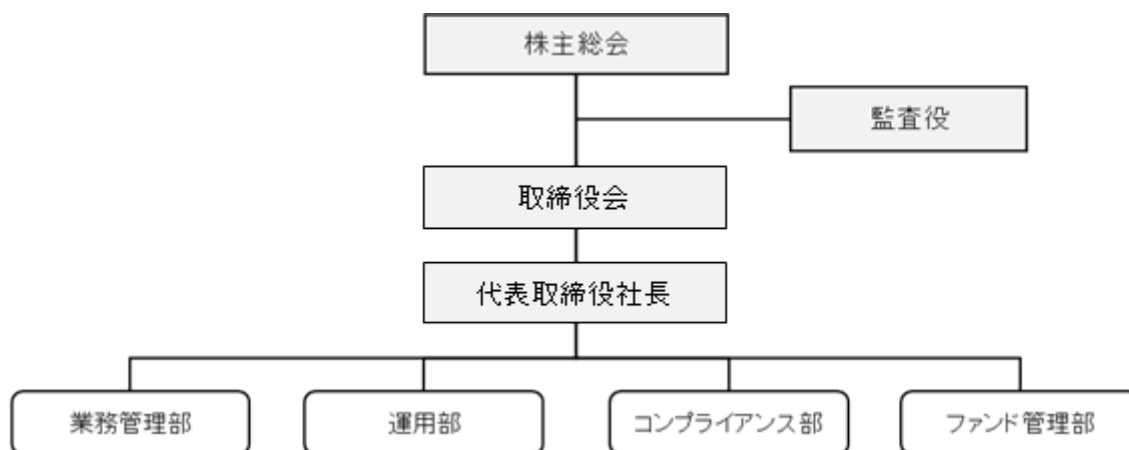 株主総会
監査役
取締役会
代表取締役社長
業務管理部
運用部
コンプライアンス部
ファンド管理部